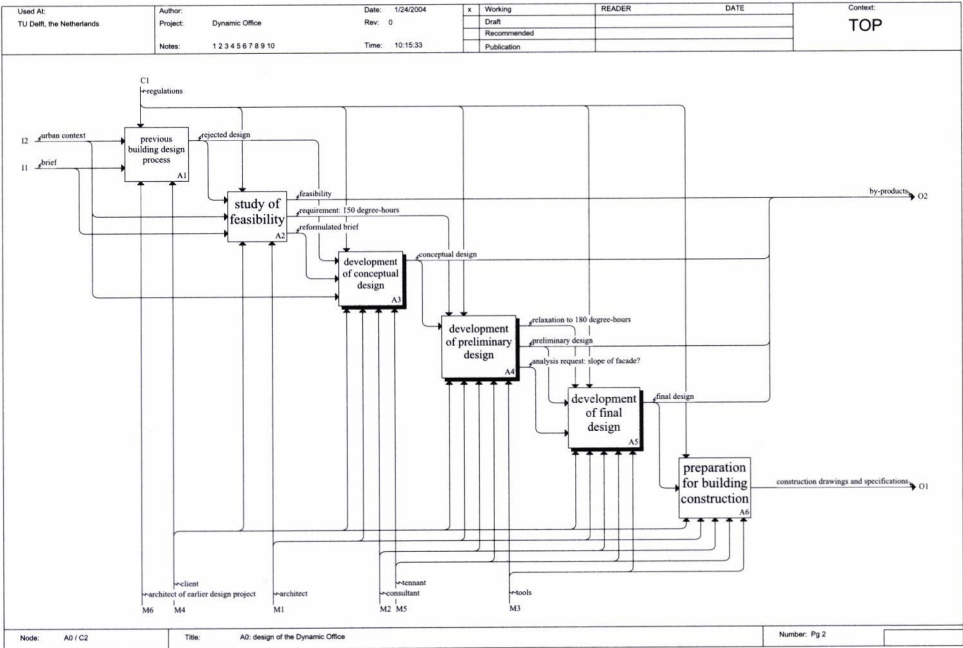 Used At:
TU Delft, the Netherlands
Author:
Project: Dynamic Office
Notes: 1 2 3 4 5 6 7 8 9 10
Date: 1/24/2004
Rev: 0
Time: 10:15:33
x Working
Draft
Recommended
Publication
READER DATE
Context:
TOP
C1
regulations
I2 urban context
I1 brief
previous
building design
process
A1
rejected design
study of
feasibility
A2
feasibility
requirement: 150 degree-hours
reformulated brief
by-products O2
development
of conceptual
design
A3
conceptual design
development
of preliminary
design
A4
relaxation to 180 degree-hours
preliminary design
analysis request: slope of facade?
development
of final
design
A5
final design
preparation
for building
construction
A6
construction drawings and specifications O1
client
architect of earlier design project
architect
tennant
consultant
tools
M6 M4 M1 M2 M5 M3
Node: A0 / C2
Title: A0: design of the Dynamic Office
Number: Pg 2